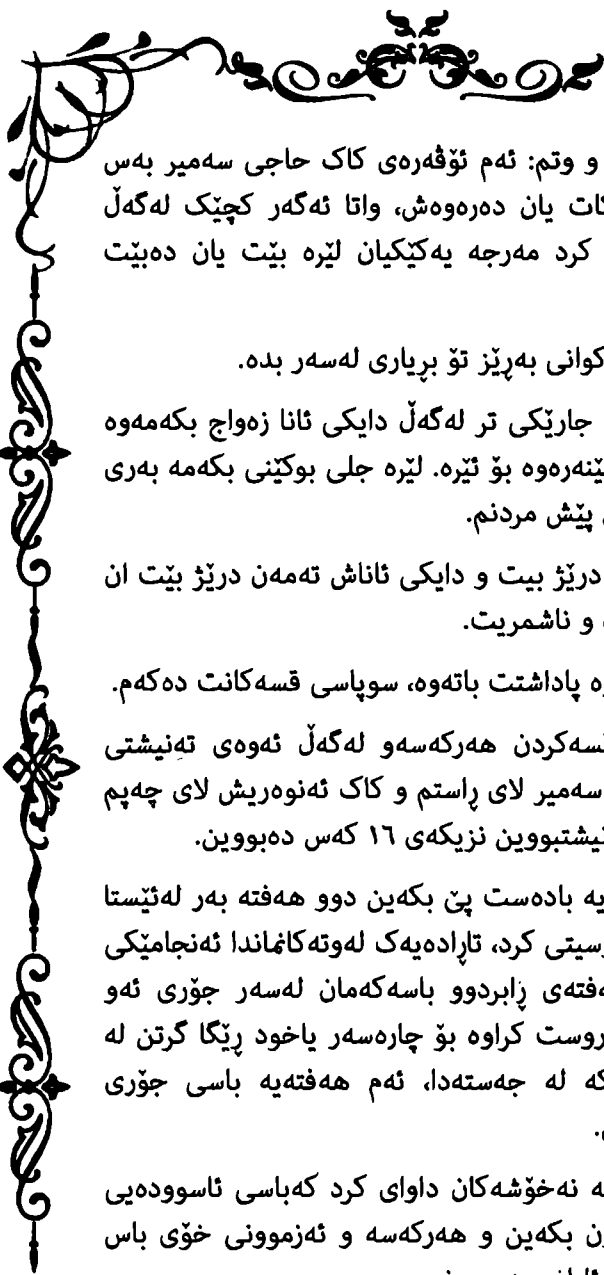 و وتم: ئەم ئۆڤەرەی کاک حاجی سەمیر بەس
کات یان دەرەوەش، واتا ئەگەر کچێک لەگەڵ
کرد مەرجە یەکێکیان لێرە بێت یان دەبێت
کوانی بەڕێز تۆ بڕیاری لەسەر بدە.
جارێکی تر لەگەڵ دایکی ئانا زەواج بکەمەوە
ێنەرەوە بۆ ئێرە. لێرە جلی بوکێنی بکەمە بەری
پێش مردنم.
درێژ بیت و دایکی ئاناش تەمەن درێژ بێت ان
و ناشمریت.
ە پاداشتت باتەوە، سوپاسی قسەکانت دەکەم.
قسەکردن هەرکەسەو لەگەڵ ئەوەی تەنیشتی
سەمیر لای ڕاستم و کاک ئەنوەریش لای چەپم
نیشتبووین نزیکەی ١٦ کەس دەبووین.
یە بادەست پێ بکەین دوو هەفتە بەر لەئێستا
رسیتی کرد، تاڕادەیەک لەوتەکانماندا ئەنجامێکی
ەفتەی ڕابردوو باسەکەمان لەسەر جۆری ئەو
روست کراوە بۆ چارەسەر یاخود ڕێگا گرتن لە
کە لە جەستەدا، ئەم هەفتەیە باسی جۆری
ە نەخۆشەکان داوای کرد کەباسی ئاسوودەیی
ن بکەین و هەرکەسە و ئەزموونی خۆی باس